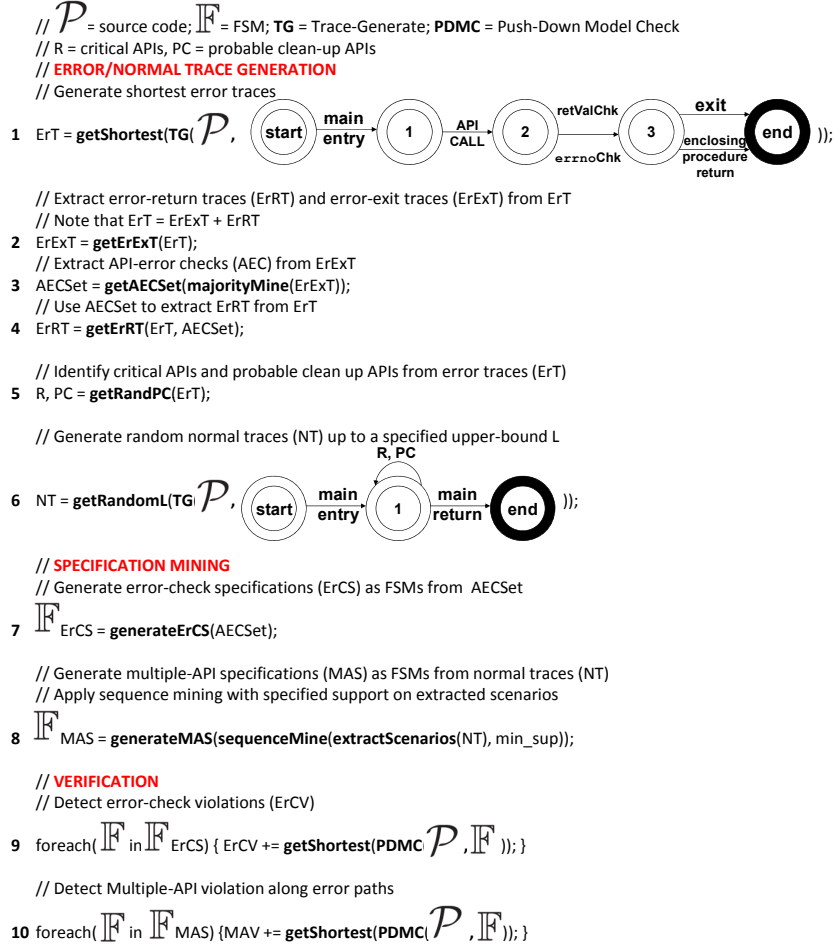 // 𝒫 = source code; 𝔽 = FSM; TG = Trace-Generate; PDMC = Push-Down Model Check
// R = critical APIs, PC = probable clean-up APIs
// ERROR/NORMAL TRACE GENERATION
// Generate shortest error traces
1 ErT = getShortest(TG( 𝒫 , start main entry 1 API CALL 2 retValChk errnoChk 3 exit enclosing procedure return end ));
// Extract error-return traces (ErRT) and error-exit traces (ErExT) from ErT
// Note that ErT = ErExT + ErRT
2 ErExT = getErExT(ErT);
// Extract API-error checks (AEC) from ErExT
3 AECSet = getAECSet(majorityMine(ErExT));
// Use AECSet to extract ErRT from ErT
4 ErRT = getErRT(ErT, AECSet);
// Identify critical APIs and probable clean up APIs from error traces (ErT)
5 R, PC = getRandPC(ErT);
// Generate random normal traces (NT) up to a specified upper-bound L
6 NT = getRandomL(TG( 𝒫 , start main entry R, PC 1 main return end ));
// SPECIFICATION MINING
// Generate error-check specifications (ErCS) as FSMs from AECSet
7 𝔽 ErCS = generateErCS(AECSet);
// Generate multiple-API specifications (MAS) as FSMs from normal traces (NT)
// Apply sequence mining with specified support on extracted scenarios
8 𝔽 MAS = generateMAS(sequenceMine(extractScenarios(NT), min_sup));
// VERIFICATION
// Detect error-check violations (ErCV)
9 foreach( 𝔽 in 𝔽 ErCS) { ErCV += getShortest(PDMC( 𝒫 , 𝔽 )); }
// Detect Multiple-API violation along error paths
10 foreach( 𝔽 in 𝔽 MAS) {MAV += getShortest(PDMC( 𝒫 , 𝔽 )); }